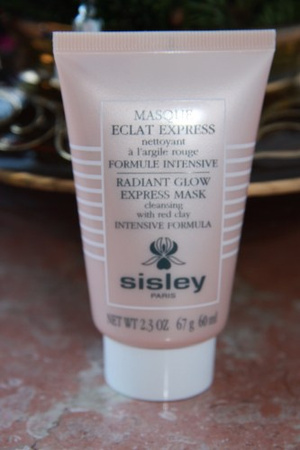 MASQUE
ECLAT EXPRESS
nettoyant
à l'argile rouge
FORMULE INTENSIVE
RADIANT GLOW
EXPRESS MASK
cleansing
with red clay
INTENSIVE FORMULA
sisley
PARIS
NET WT 2.3 OZ 67 g 60 ml